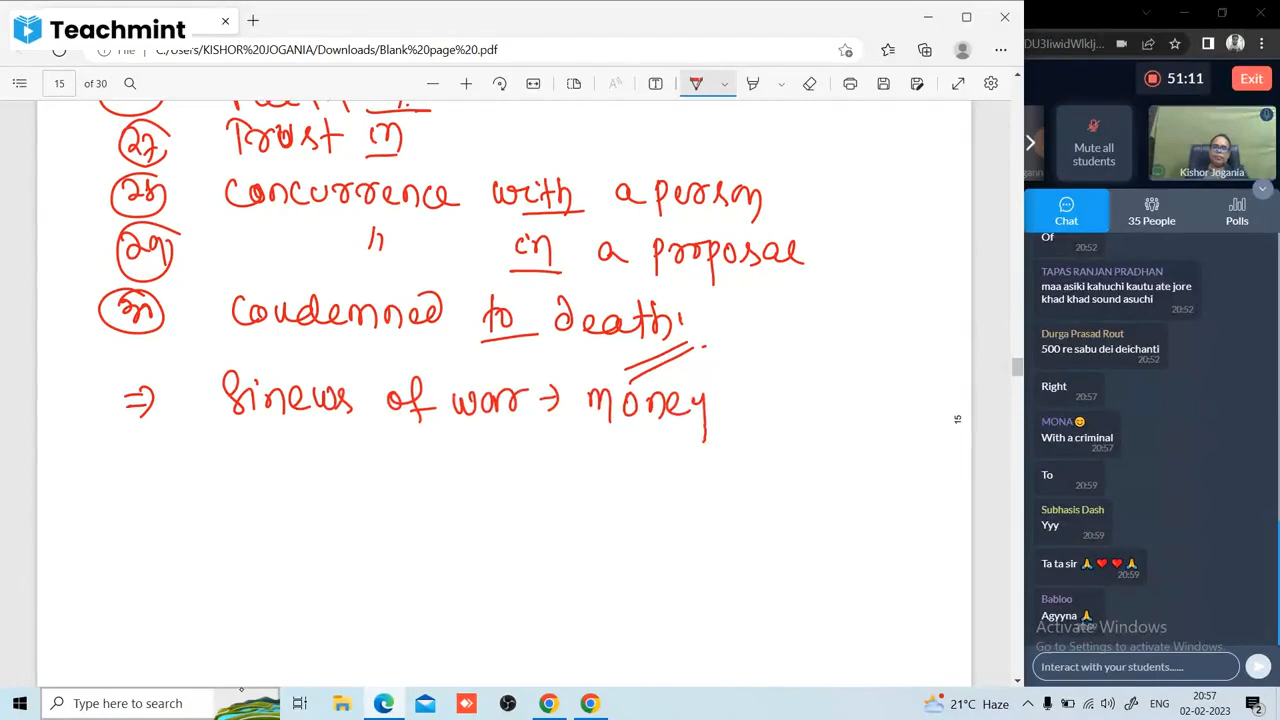 Teachmint
File C:/Users/KISHOR%20JOGANIA/Downloads/Blank%20page%20.pdf
15 of 30
27 Trust in
28 Concurrence with a person
29 " in a proposal
30 Condemned to death.
⇒ Sinews of war → money
15
Type here to search
21°C Haze
ENG
20:57
02-02-2023
2
DU3IiwidWlkIj
51:11
Exit
Mute all students
Kishor Jogania
Chat
35 People
Polls
Of
20:52
TAPAS RANJAN PRADHAN
maa asiki kahuchi kautu ate jore
khad khad sound asuchi
20:52
Durga Prasad Rout
500 re sabu dei deichanti
20:52
Right
20:57
MONA😊
With a criminal
20:57
To
20:59
Subhasis Dash
Yyy
20:59
Ta ta sir 🙏 ❤️ ❤️ 🙏
20:59
Babloo
Agyyna 🙏
Activate Windows
Go to Settings to activate Windows.
Interact with your students......